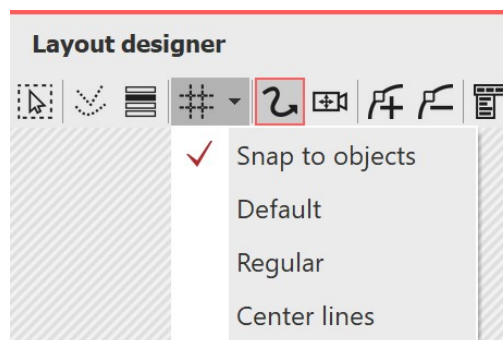 Layout designer
Snap to objects
Default
Regular
Center lines